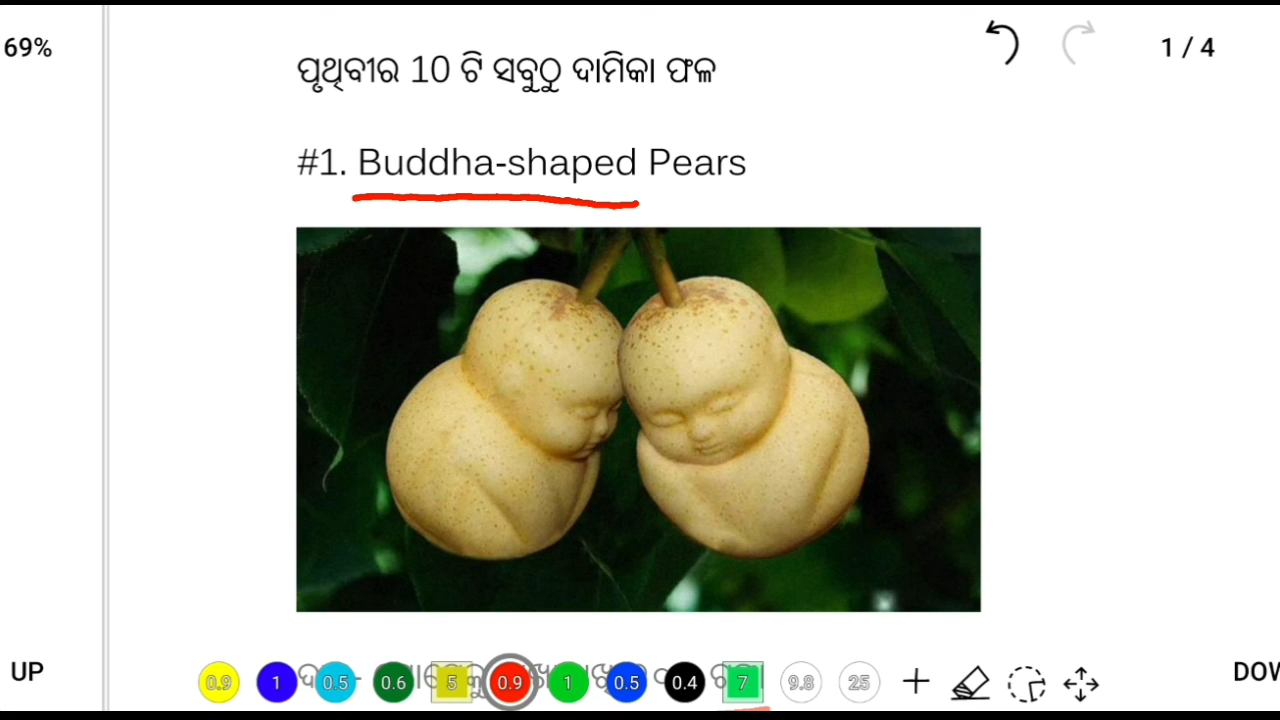 69%
1 / 4
ପୃଥିବୀର 10 ଟି ସବୁଠୁ ଦାମିକା ଫଳ
#1. Buddha-shaped Pears
UP
0.9 1 0.5 0.6 5 0.9 1 0.5 0.4 7 9.8 25
DOW